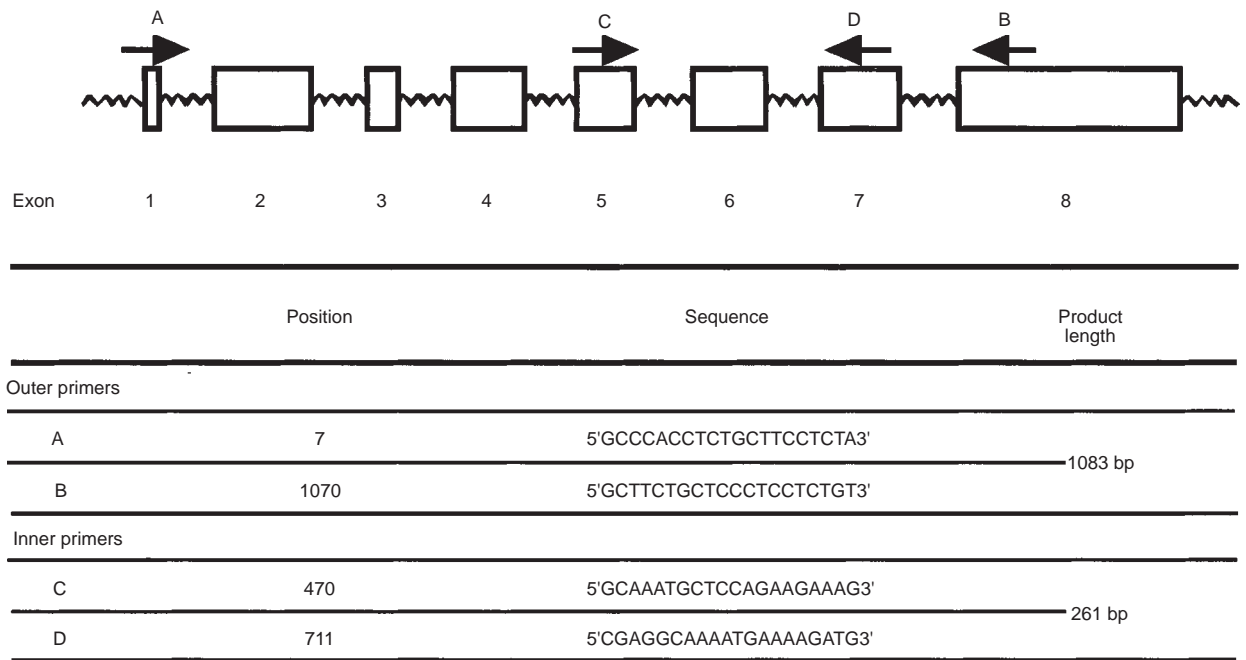 A C D B
Exon 1 2 3 4 5 6 7 8
Position Sequence Product
length
Outer primers
A 7 5'GCCCACCTCTGCTTCCTCTA3'
1083 bp
B 1070 5'GCTTCTGCTCCCTCCTCTGT3'
Inner primers
C 470 5'GCAAATGCTCCAGAAGAAAG3'
261 bp
D 711 5'CGAGGCAAAATGAAAAGATG3'